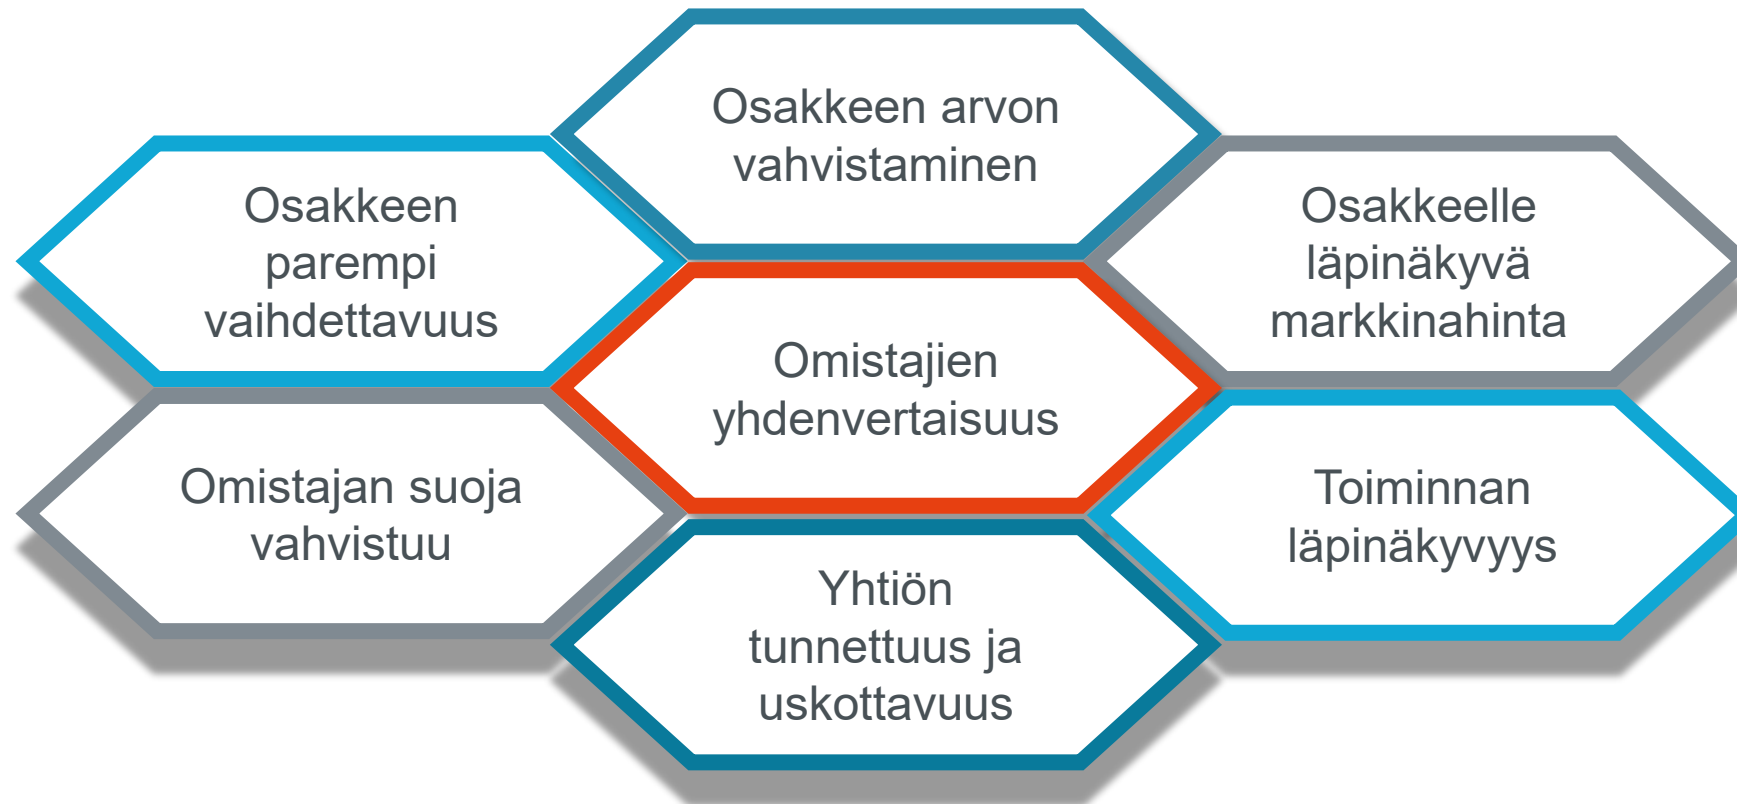 Osakkeen arvon
vahvistaminen
Osakkeen
parempi
vaihdettavuus
Osakkeelle
läpinäkyvä
markkinahinta
Omistajien
yhdenvertaisuus
Omistajan suoja
vahvistuu
Toiminnan
läpinäkyvyys
Yhtiön
tunnettuus ja
uskottavuus